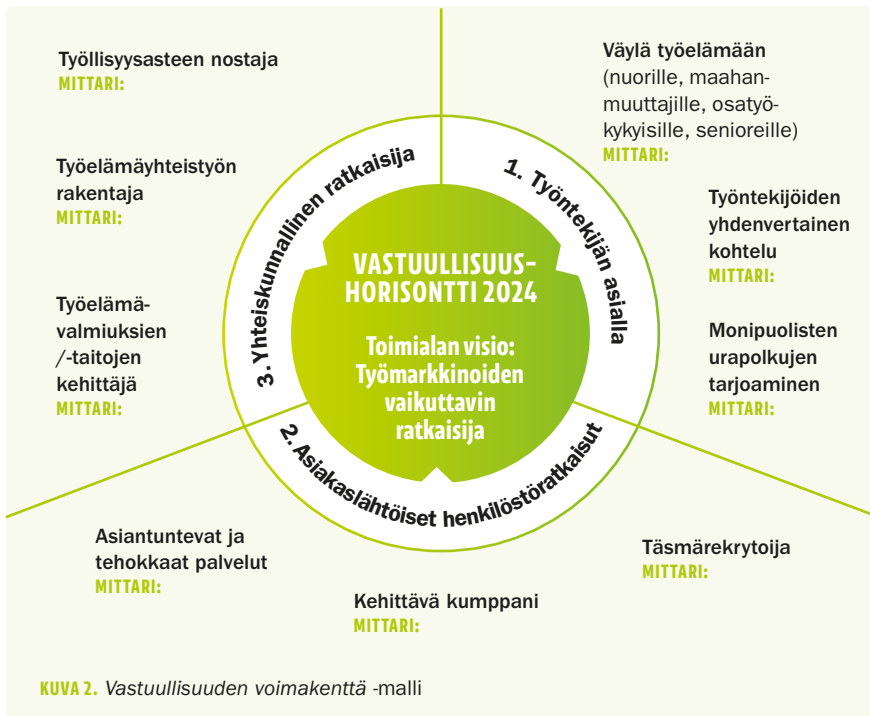 VASTUULLISUUS-
HORISONTTI 2024
Toimialan visio:
Työmarkkinoiden
vaikuttavin
ratkaisija
1. Työntekijän asialla
Väylä työelämään
(nuorille, maahan-
muuttajille, osatyö-
kykyisille, senioreille)
MITTARI:
Työntekijöiden
yhdenvertainen
kohtelu
MITTARI:
Monipuolisten
urapolkujen
tarjoaminen
MITTARI:
2. Asiakaslähtöiset henkilöstöratkaisut
Täsmärekrytoija
MITTARI:
Kehittävä kumppani
MITTARI:
Asiantuntevat ja
tehokkaat palvelut
MITTARI:
3. Yhteiskunnallinen ratkaisija
Työllisyysasteen nostaja
MITTARI:
Työelämäyhteistyön
rakentaja
MITTARI:
Työelämä-
valmiuksien
/-taitojen
kehittäjä
MITTARI:
KUVA 2. Vastuullisuuden voimakenttä -malli